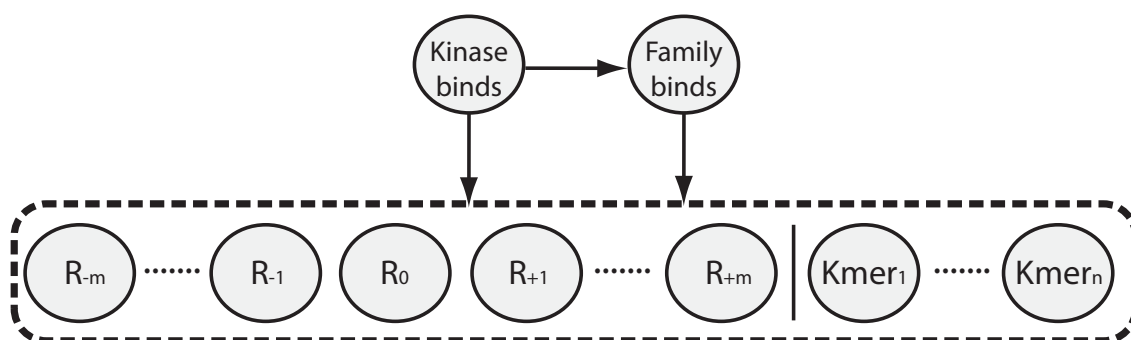 Kinase
binds
Family
binds
R-m ........ R-1 R0 R+1 ........ R+m Kmer1 ........ Kmern